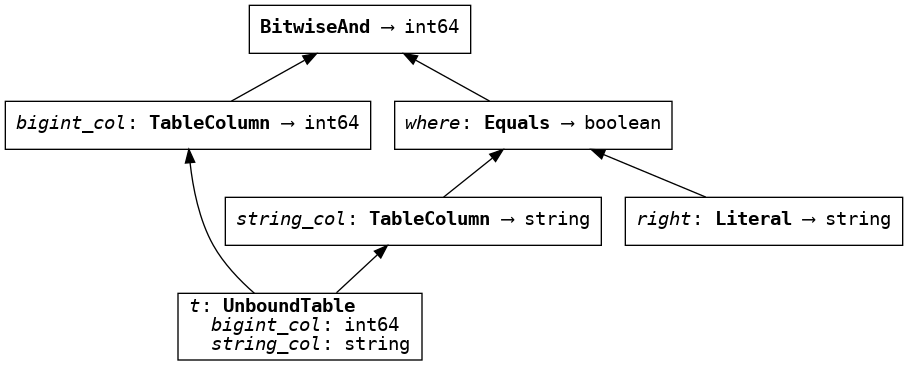 BitwiseAnd → int64
bigint_col: TableColumn → int64
where: Equals → boolean
string_col: TableColumn → string
right: Literal → string
t: UnboundTable
bigint_col: int64
string_col: string